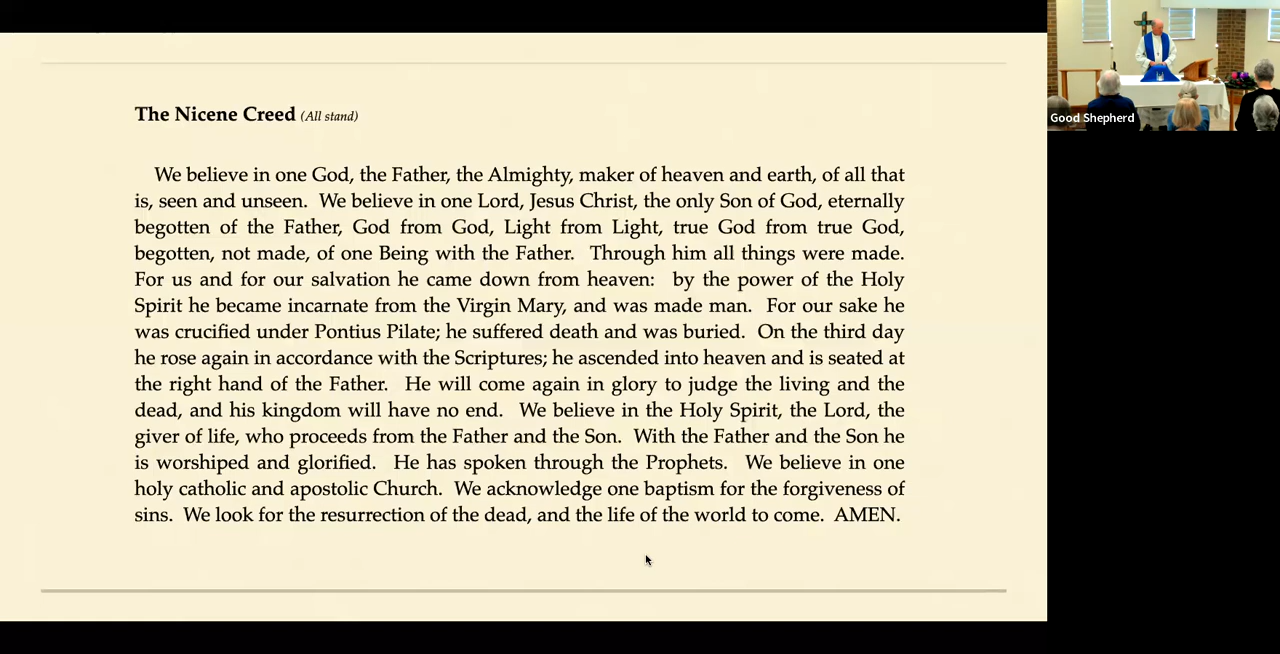 The Nicene Creed (All stand)
We believe in one God, the Father, the Almighty, maker of heaven and earth, of all that
is, seen and unseen. We believe in one Lord, Jesus Christ, the only Son of God, eternally
begotten of the Father, God from God, Light from Light, true God from true God,
begotten, not made, of one Being with the Father. Through him all things were made.
For us and for our salvation he came down from heaven: by the power of the Holy
Spirit he became incarnate from the Virgin Mary, and was made man. For our sake he
was crucified under Pontius Pilate; he suffered death and was buried. On the third day
he rose again in accordance with the Scriptures; he ascended into heaven and is seated at
the right hand of the Father. He will come again in glory to judge the living and the
dead, and his kingdom will have no end. We believe in the Holy Spirit, the Lord, the
giver of life, who proceeds from the Father and the Son. With the Father and the Son he
is worshiped and glorified. He has spoken through the Prophets. We believe in one
holy catholic and apostolic Church. We acknowledge one baptism for the forgiveness of
sins. We look for the resurrection of the dead, and the life of the world to come. AMEN.
Good Shepherd